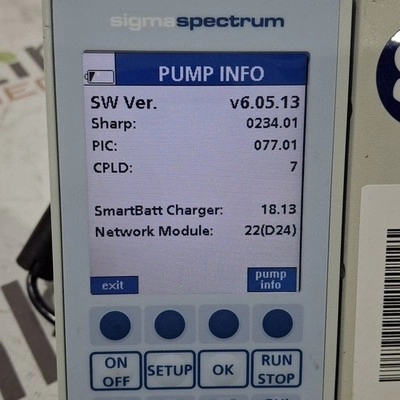 sigmaspectrum
PUMP INFO
SW Ver. v6.05.13
Sharp: 0234.01
PIC: 077.01
CPLD: 7
SmartBatt Charger: 18.13
Network Module: 22(D24)
exit pump info
ON OFF SETUP OK RUN STOP